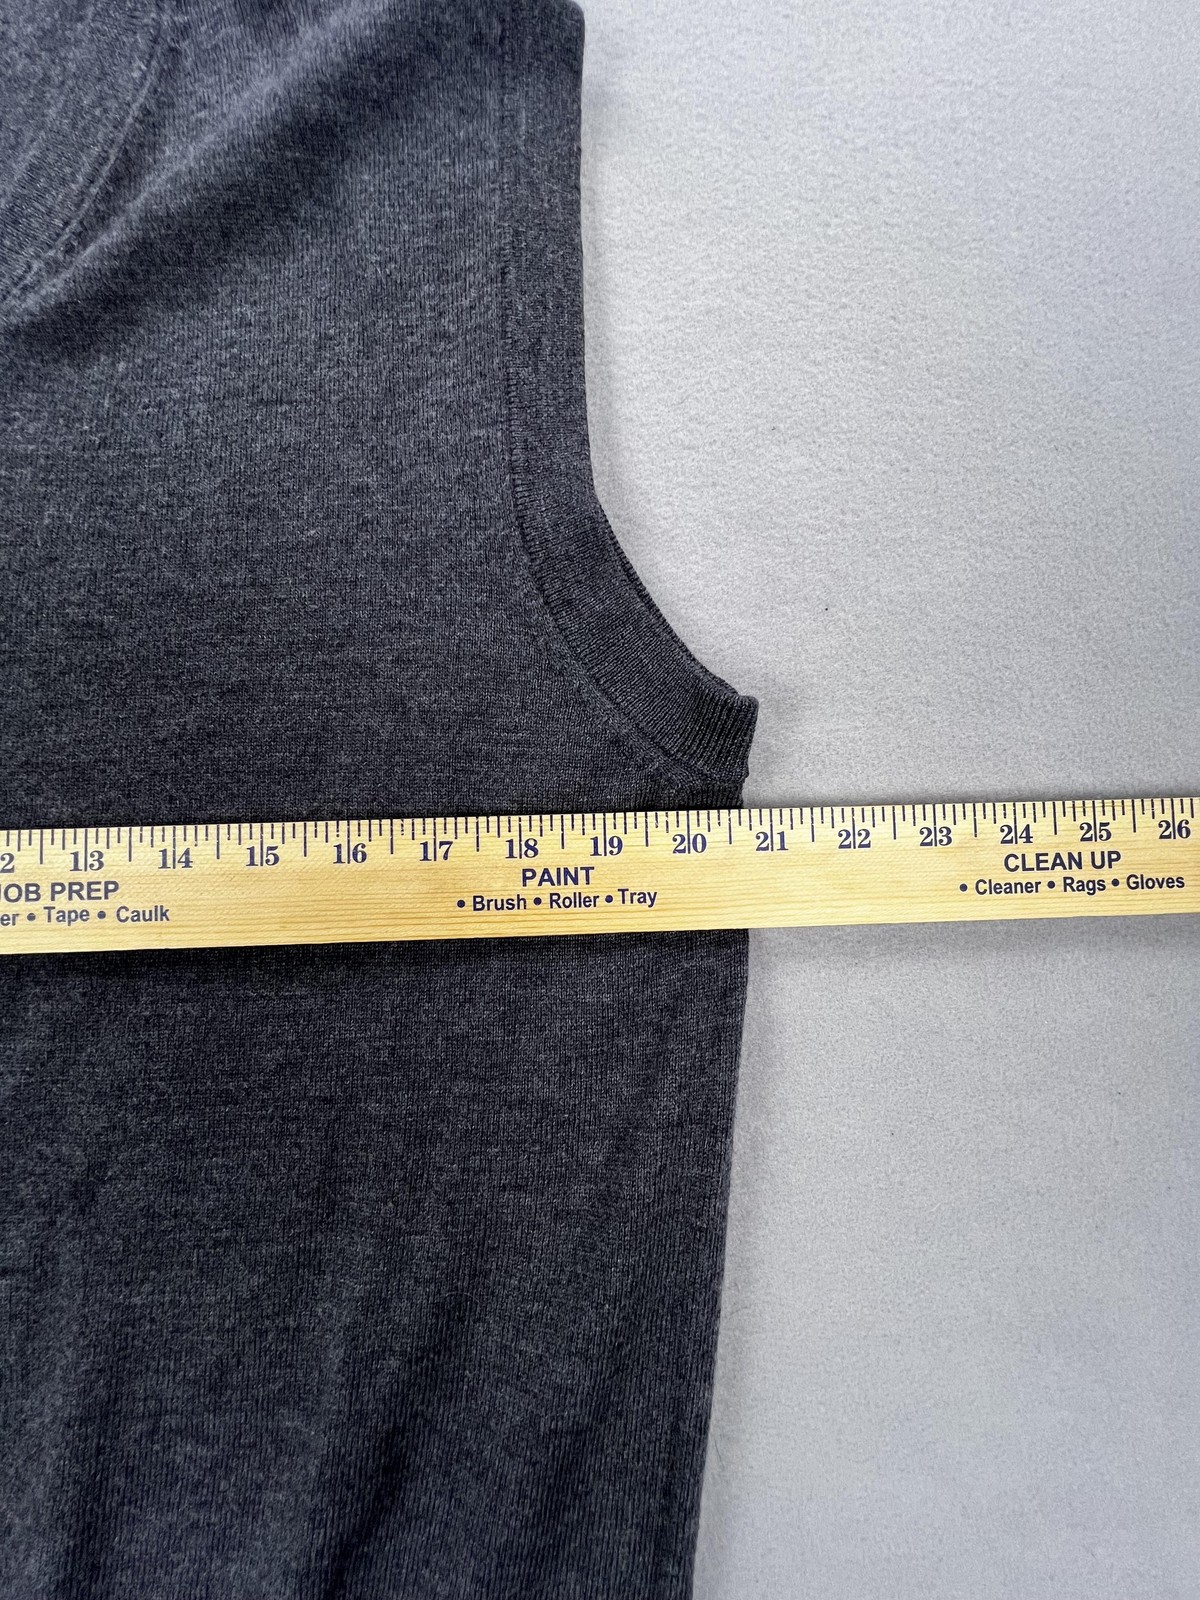 2 13 14 15 16 17 18 19 20 21 22 23 24 25 26
JOB PREP
er • Tape • Caulk
PAINT
• Brush • Roller • Tray
CLEAN UP
• Cleaner • Rags • Gloves